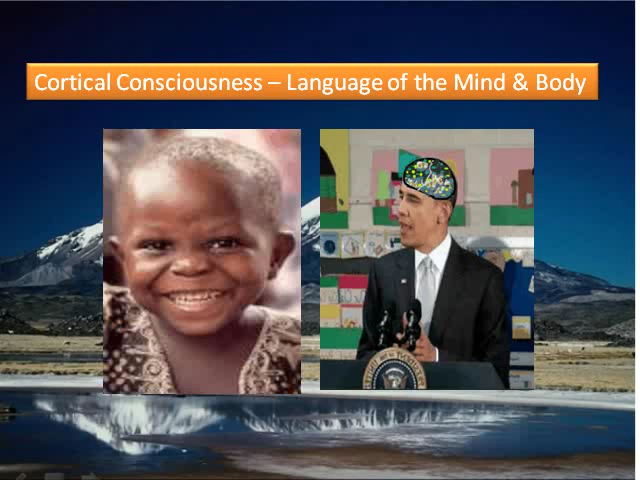 Cortical Consciousness – Language of the Mind & Body